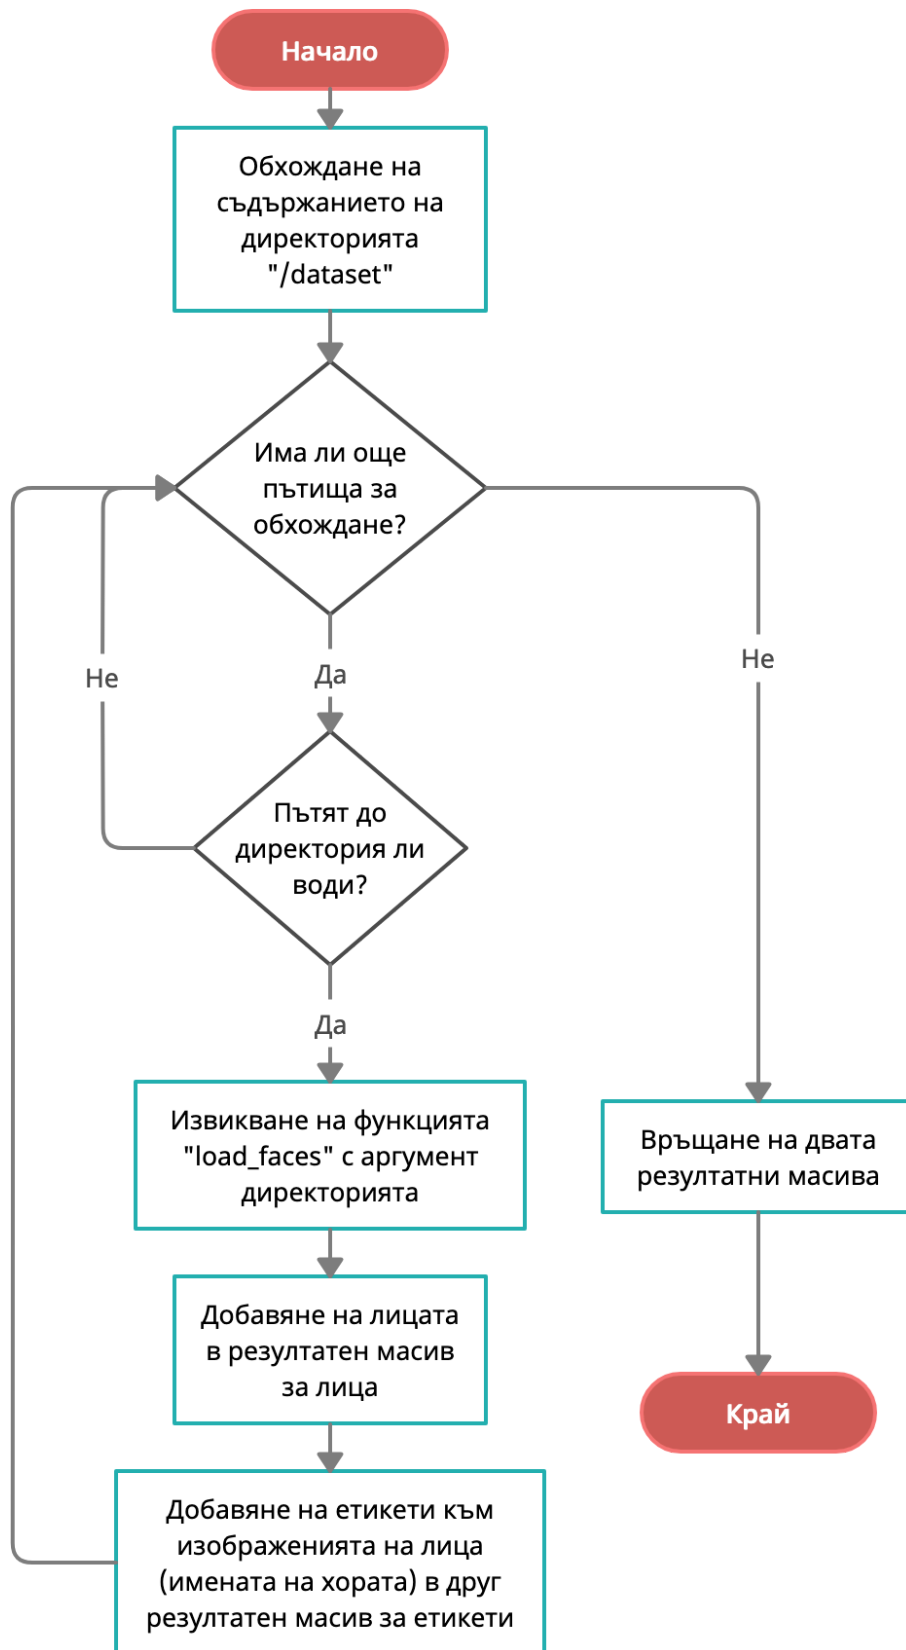 Начало
Обхождане на
съдържанието на
директорията
"/dataset"
Има ли още
пътища за
обхождане?
Не
Да
Не
Пътят до
директория ли
води?
Да
Извикване на функцията
"load_faces" с аргумент
директорията
Връщане на двата
резултатни масива
Добавяне на лицата
в резултатен масив
за лица
Край
Добавяне на етикети към
изображенията на лица
(имената на хората) в друг
резултатен масив за етикети